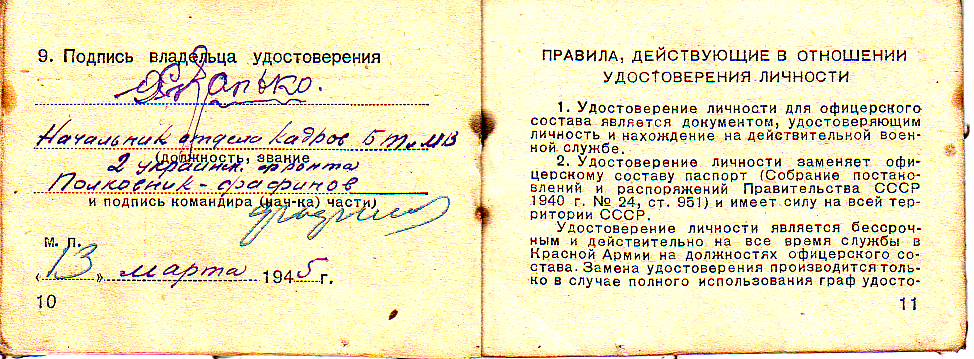 9. Подпись владельца удостоверения
Начальник отдела кадров БТ и МВ
(должность, звание
2 украинк. фронта
Полковник - Фафинов
и подпись командира (нач-ка) части)
М. П.
«13» марта 1945 г.
10
ПРАВИЛА, ДЕЙСТВУЮЩИЕ В ОТНОШЕНИИ
УДОСТОВЕРЕНИЯ ЛИЧНОСТИ
1. Удостоверение личности для офицерского
состава является документом, удостоверяющим
личность и нахождение на действительной воен-
ной службе.
2. Удостоверение личности заменяет офи-
церскому составу паспорт (Собрание постанов-
влений и распоряжений Правительства СССР
1940 г. № 24, ст. 951) и имеет силу на всей тер-
ритории СССР.
Удостоверение личности является бессроч-
ным и действительно на все время службы в
Красной Армии на должностях офицерского со-
става. Замена удостоверения производится толь-
ко в случае полного использования граф удосто-
11